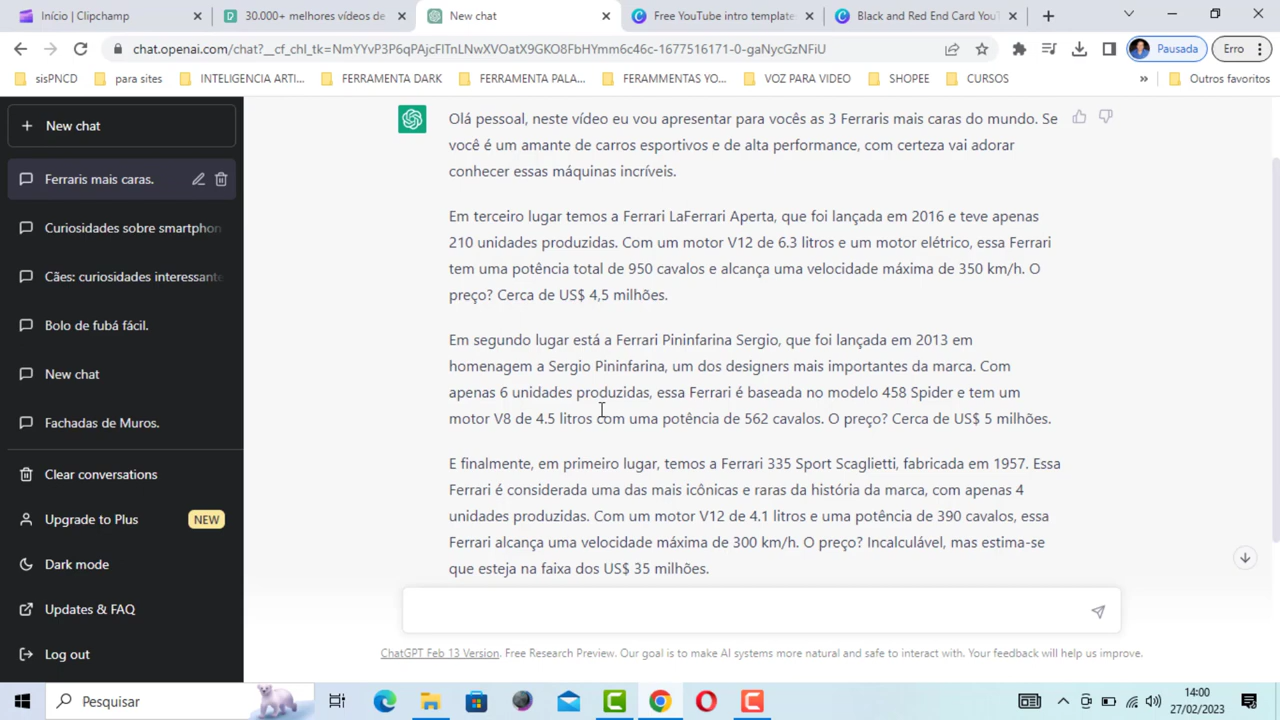 Início | Clipchamp
30.000+ melhores vídeos de
New chat
Free YouTube intro template
Black and Red End Card You
chat.openai.com/chat?__cf_chl_tk=NmYYvP3P6qPAjcFlTnLNwXVOatX9GKO8FbHYmm6c46c-1677516171-0-gaNycGzNFiU
Pausada
Erro
sisPNCD
para sites
INTELIGENCIA ARTI...
FERRAMENTA DARK
FERRAMENTA PALA...
FERAMMENTAS YO...
VOZ PARA VIDEO
SHOPEE
CURSOS
»
Outros favoritos
New chat
Ferraris mais caras.
Curiosidades sobre smartphon
Cães: curiosidades interessante
Bolo de fubá fácil.
New chat
Fachadas de Muros.
Clear conversations
Upgrade to Plus
NEW
Dark mode
Updates & FAQ
Log out
Olá pessoal, neste vídeo eu vou apresentar para vocês as 3 Ferraris mais caras do mundo. Se
você é um amante de carros esportivos e de alta performance, com certeza vai adorar
conhecer essas máquinas incríveis.
Em terceiro lugar temos a Ferrari LaFerrari Aperta, que foi lançada em 2016 e teve apenas
210 unidades produzidas. Com um motor V12 de 6.3 litros e um motor elétrico, essa Ferrari
tem uma potência total de 950 cavalos e alcança uma velocidade máxima de 350 km/h. O
preço? Cerca de US$ 4,5 milhões.
Em segundo lugar está a Ferrari Pininfarina Sergio, que foi lançada em 2013 em
homenagem a Sergio Pininfarina, um dos designers mais importantes da marca. Com
apenas 6 unidades produzidas, essa Ferrari é baseada no modelo 458 Spider e tem um
motor V8 de 4.5 litros com uma potência de 562 cavalos. O preço? Cerca de US$ 5 milhões.
E finalmente, em primeiro lugar, temos a Ferrari 335 Sport Scaglietti, fabricada em 1957. Essa
Ferrari é considerada uma das mais icônicas e raras da história da marca, com apenas 4
unidades produzidas. Com um motor V12 de 4.1 litros e uma potência de 390 cavalos, essa
Ferrari alcança uma velocidade máxima de 300 km/h. O preço? Incalculável, mas estima-se
que esteja na faixa dos US$ 35 milhões.
ChatGPT Feb 13 Version. Free Research Preview. Our goal is to make AI systems more natural and safe to interact with. Your feedback will help us improve.
Pesquisar
14:00
27/02/2023